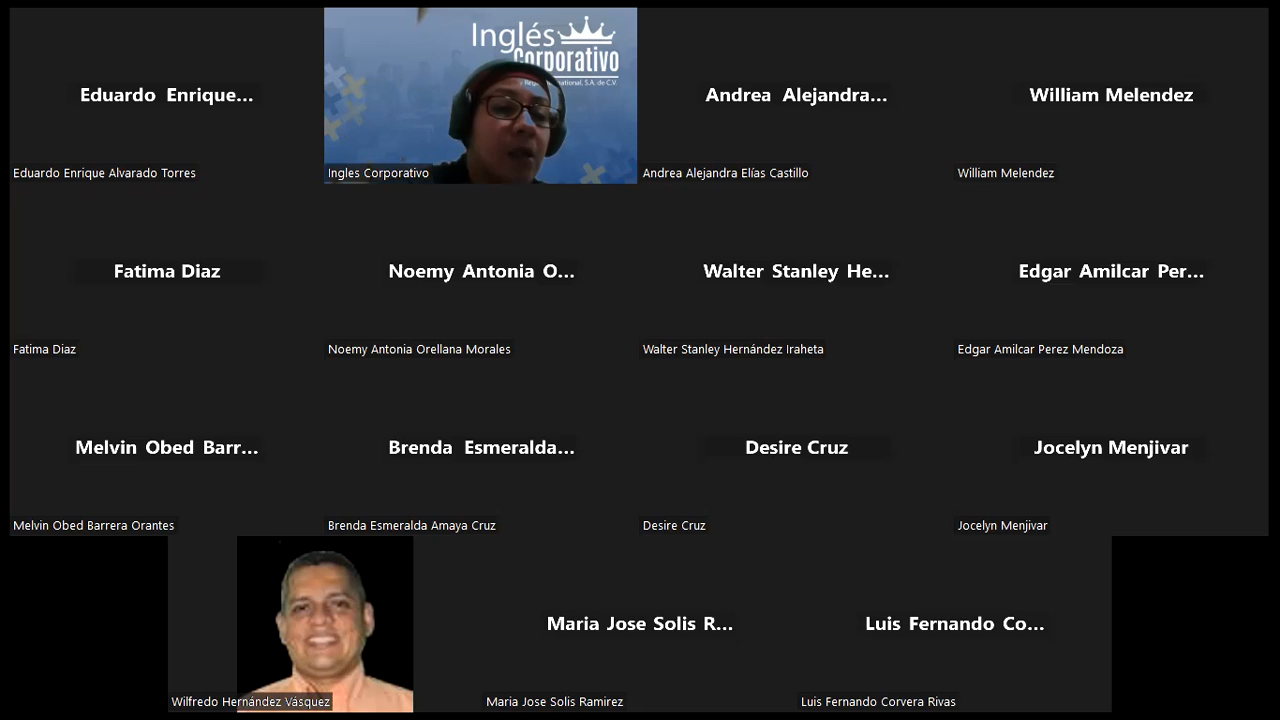 Eduardo Enrique...
Eduardo Enrique Alvarado Torres
Inglés
Corporativo
S.A. de C.V.
Ingles Corporativo
Andrea Alejandra...
Andrea Alejandra Elías Castillo
William Melendez
William Melendez
Fatima Diaz
Fatima Diaz
Noemy Antonia O...
Noemy Antonia Orellana Morales
Walter Stanley He...
Walter Stanley Hernández Iraheta
Edgar Amilcar Per...
Edgar Amilcar Perez Mendoza
Melvin Obed Barr...
Melvin Obed Barrera Orantes
Brenda Esmeralda...
Brenda Esmeralda Amaya Cruz
Desire Cruz
Desire Cruz
Jocelyn Menjivar
Jocelyn Menjivar
Wilfredo Hernández Vásquez
Maria Jose Solis R...
Maria Jose Solis Ramirez
Luis Fernando Co...
Luis Fernando Corvera Rivas